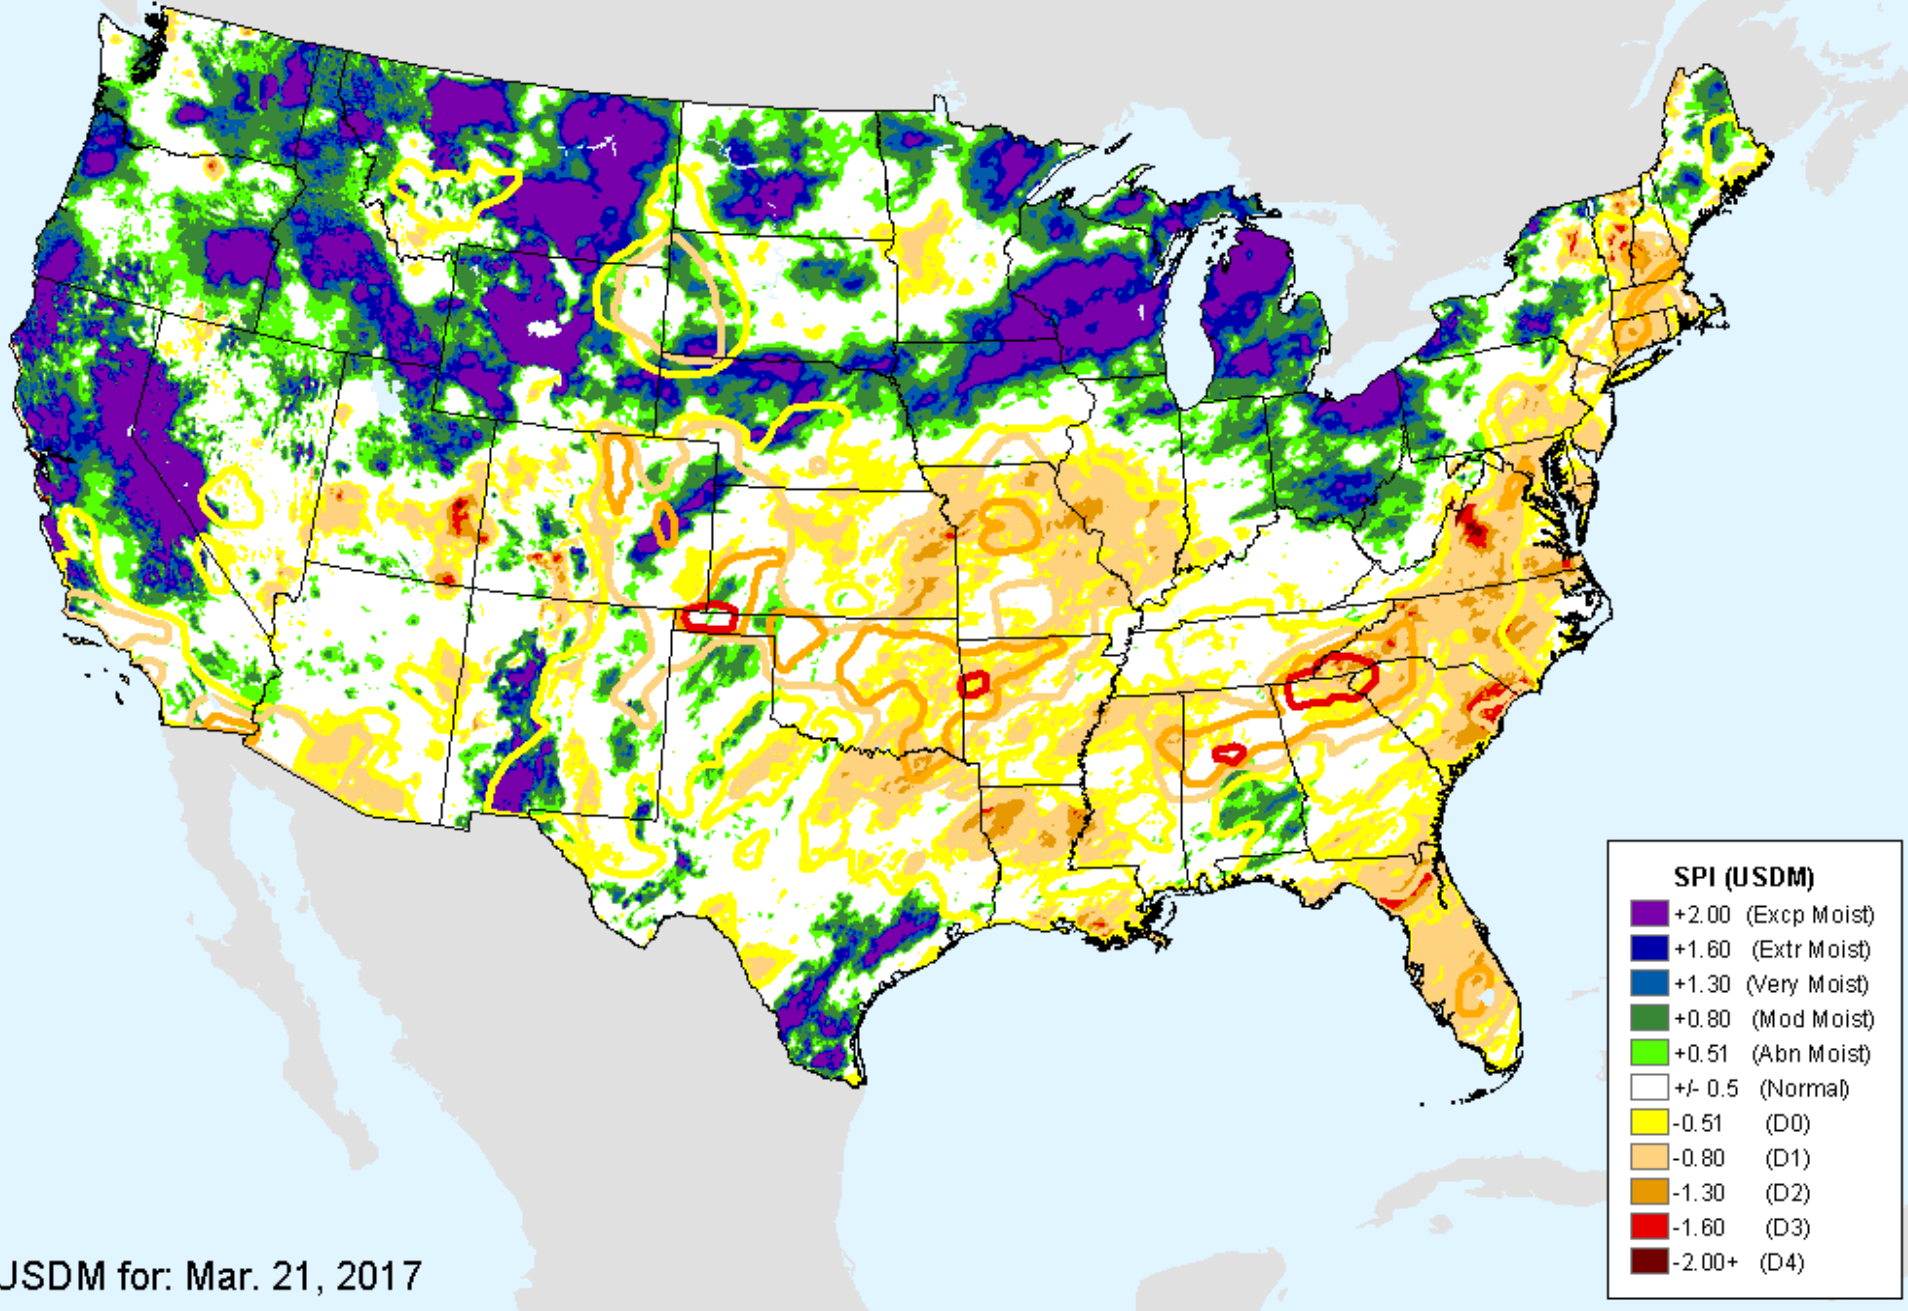 SPI (USDM)
+2.00 (Excp Moist)
+1.60 (Extr Moist)
+1.30 (Very Moist)
+0.80 (Mod Moist)
+0.51 (Abn Moist)
+/- 0.5 (Normal)
-0.51 (D0)
-0.80 (D1)
-1.30 (D2)
-1.60 (D3)
-2.00+ (D4)
USDM for: Mar. 21, 2017